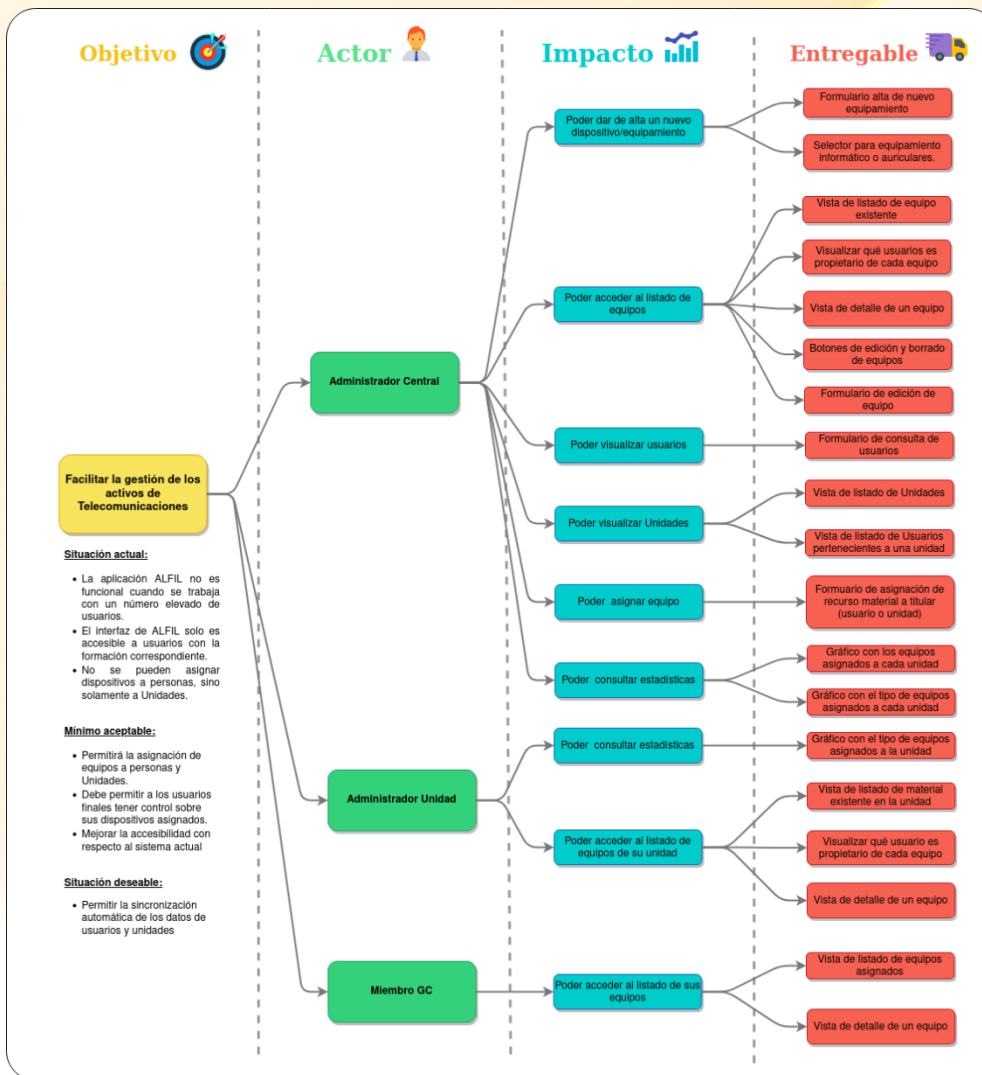 Objetivo
Actor
Impacto
Entregable
Facilitar la gestión de los
activos de
Telecomunicaciones
Situación actual:
• La aplicación ALFIL no es
funcional cuando se trabaja
con un número elevado de
usuarios.
• El interfaz de ALFIL solo es
accesible a usuarios con la
formación correspondiente.
• No se pueden asignar
dispositivos a personas, sino
solamente a Unidades.
Mínimo aceptable:
• Permitirá la asignación de
equipos a personas y
Unidades.
• Debe permitir a los usuarios
finales tener control sobre
sus dispositivos asignados.
• Mejorar la accesibilidad con
respecto al sistema actual
Situación deseable:
• Permitir la sincronización
automática de los datos de
usuarios y unidades
Administrador Central
Administrador Unidad
Miembro GC
Poder dar de alta un nuevo
dispositivo/equipamiento
Poder acceder al listado de
equipos
Poder visualizar usuarios
Poder visualizar Unidades
Poder asignar equipo
Poder consultar estadísticas
Poder consultar estadísticas
Poder acceder al listado de
equipos de su unidad
Poder acceder al listado de sus
equipos
Formulario alta de nuevo
equipamiento
Selector para equipamiento
informático o auriculares.
Vista de listado de equipo
existente
Visualizar qué usuarios es
propietario de cada equipo
Vista de detalle de un equipo
Botones de edición y borrado
de equipos
Formulario de edición de
equipo
Formulario de consulta de
usuarios
Vista de listado de Unidades
Vista de listado de Usuarios
pertenecientes a una unidad
Formuario de asignación de
recurso material a titular
(usuario o unidad)
Gráfico con los equipos
asignados a cada unidad
Gráfico con el tipo de equipos
asignados a cada unidad
Gráfico con el tipo de equipos
asignados a la unidad
Vista de listado de material
existente en la unidad
Visualizar qué usuario es
propietario de cada equipo
Vista de detalle de un equipo
Vista de listado de equipos
asignados
Vista de detalle de un equipo